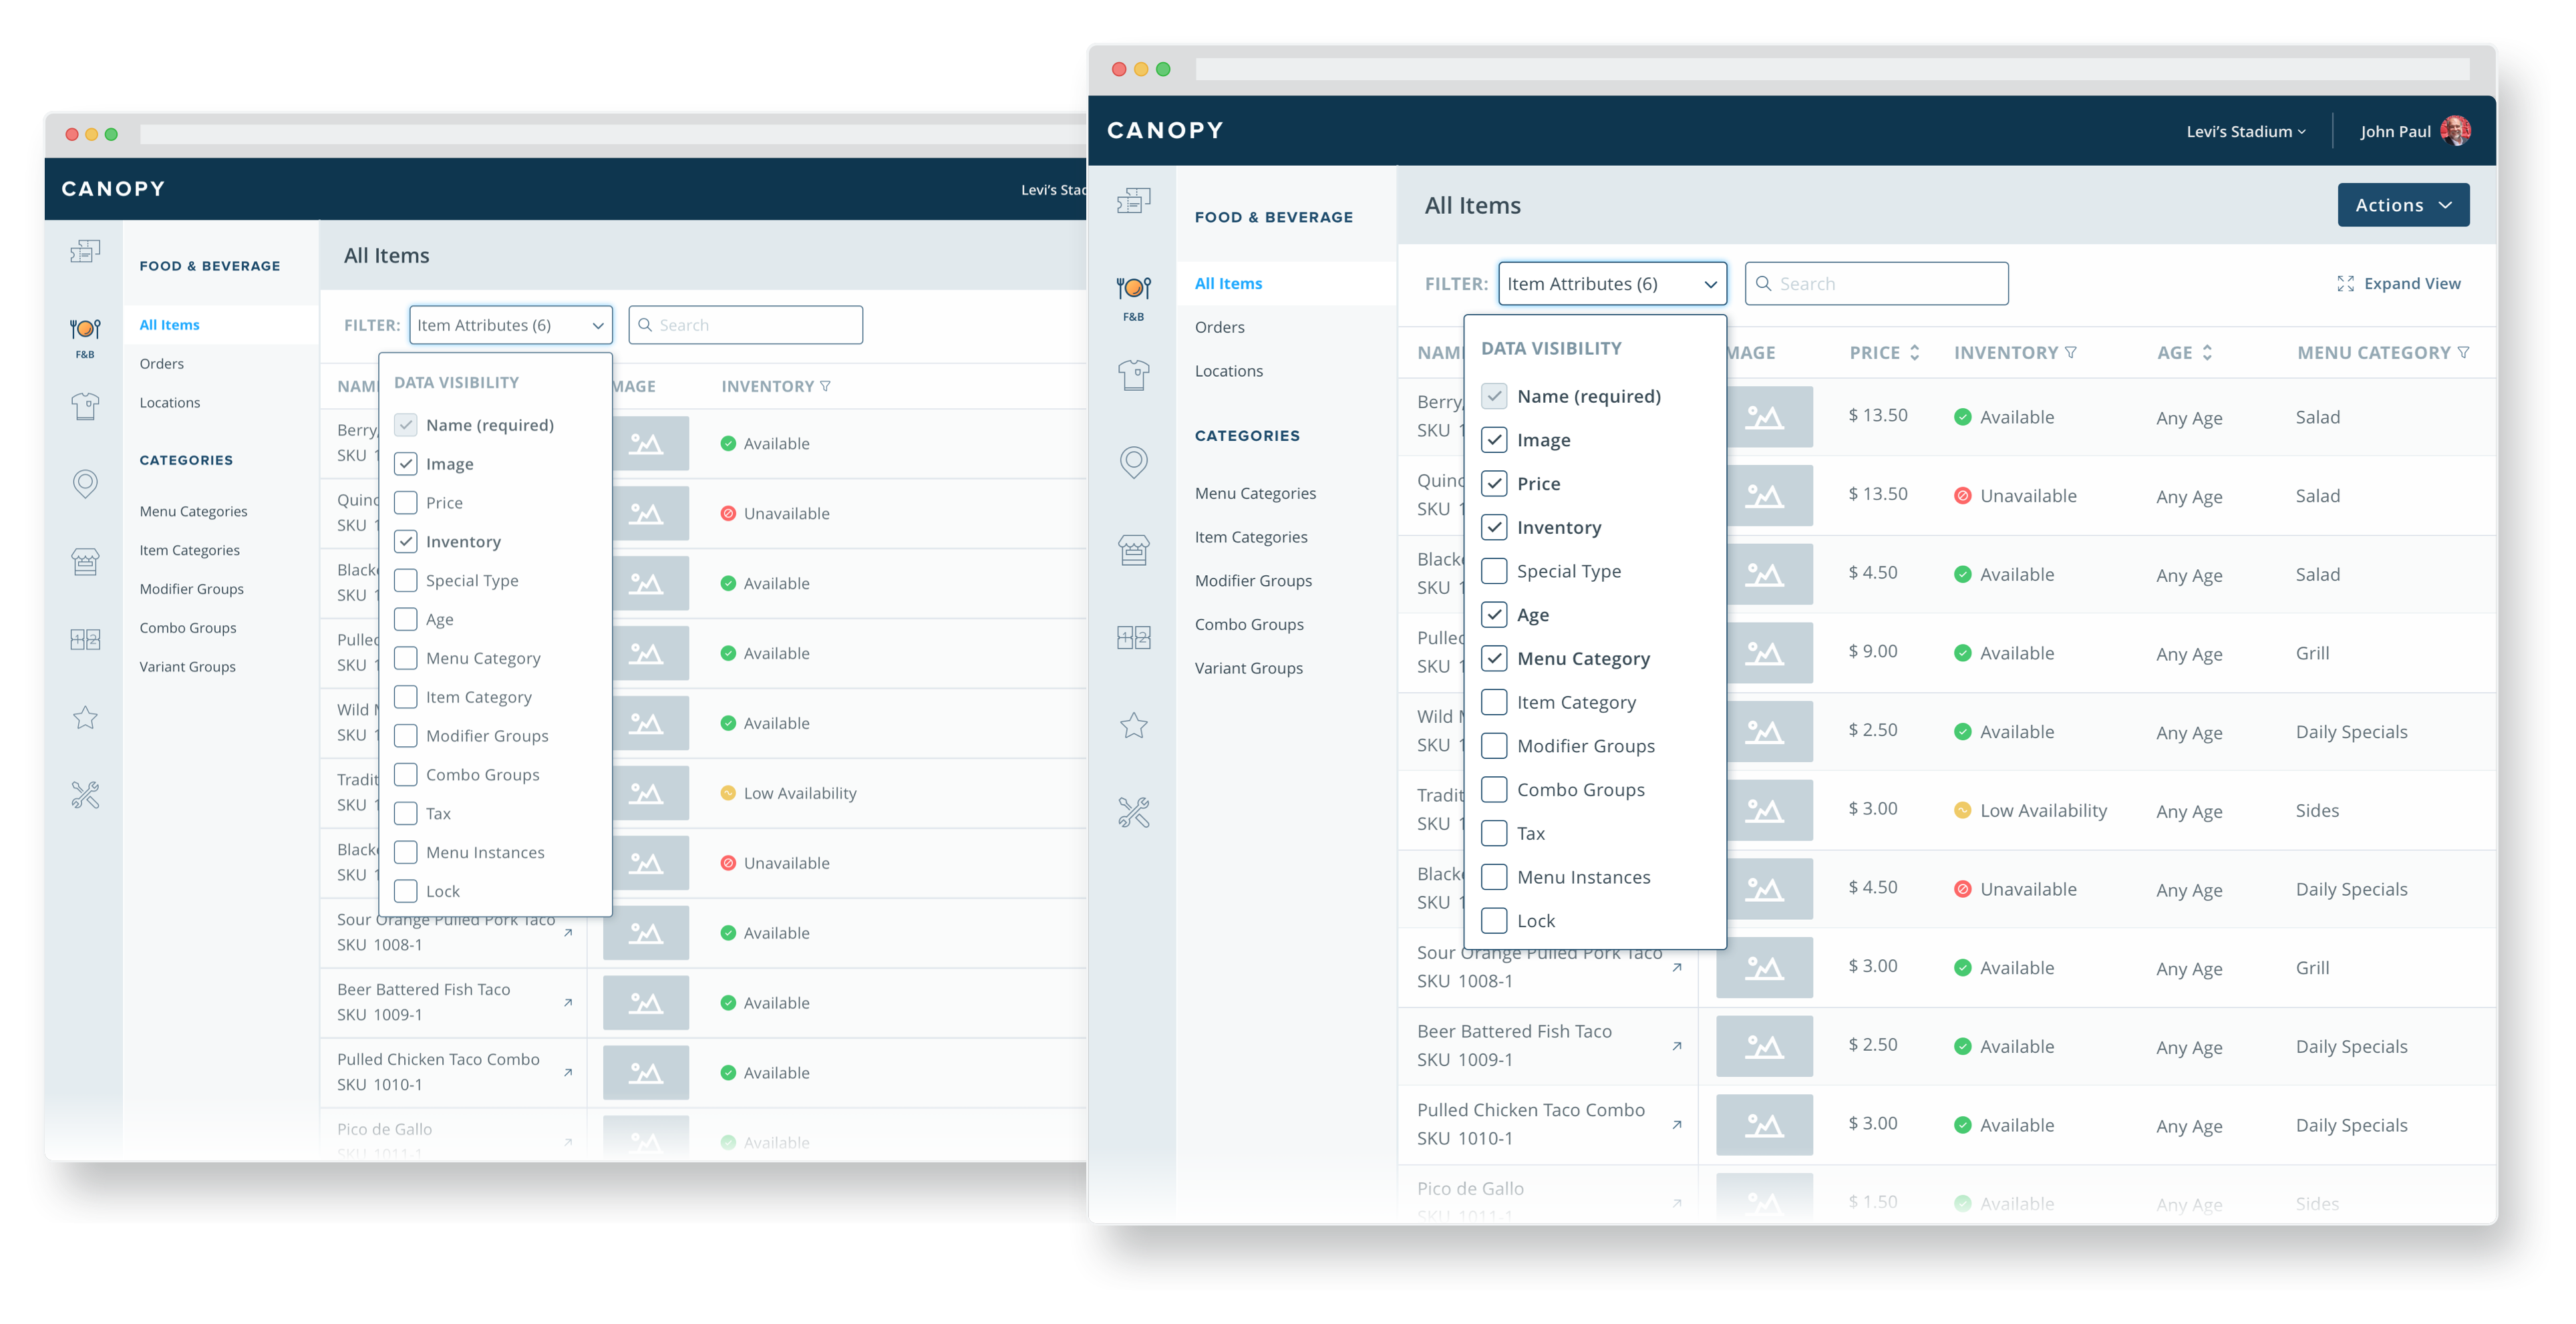 CANOPY
Levi's Stad
FOOD & BEVERAGE
All Items
Orders
Locations
CATEGORIES
Menu Categories
Item Categories
Modifier Groups
Combo Groups
Variant Groups
F&B
All Items
FILTER: Item Attributes (6) Search
NAM MAGE INVENTORY
DATA VISIBILITY
Name (required)
Image
Price
Inventory
Special Type
Age
Menu Category
Item Category
Modifier Groups
Combo Groups
Tax
Menu Instances
Lock
Berry, Available
SKU 1
Quino Unavailable
SKU 1
Blacke Available
SKU 1
Pulled Available
SKU 1
Wild M Available
SKU 1
Tradit Low Availability
SKU 1
Blacke Unavailable
SKU 1
Sour Orange Pulled Pork Taco
SKU 1008-1
Available
Beer Battered Fish Taco
SKU 1009-1
Available
Pulled Chicken Taco Combo
SKU 1010-1
Available
Pico de Gallo
SKU 1011-1
Available
CANOPY
Levi's Stadium John Paul
FOOD & BEVERAGE
All Items
Orders
Locations
CATEGORIES
Menu Categories
Item Categories
Modifier Groups
Combo Groups
Variant Groups
F&B
All Items
Actions
FILTER: Item Attributes (6) Search Expand View
NAM MAGE PRICE INVENTORY AGE MENU CATEGORY
DATA VISIBILITY
Name (required)
Image
Price
Inventory
Special Type
Age
Menu Category
Item Category
Modifier Groups
Combo Groups
Tax
Menu Instances
Lock
Berry, $ 13.50 Available Any Age Salad
SKU 1
Quino $ 13.50 Unavailable Any Age Salad
SKU 1
Blacke $ 4.50 Available Any Age Salad
SKU 1
Pulled $ 9.00 Available Any Age Grill
SKU 1
Wild M $ 2.50 Available Any Age Daily Specials
SKU 1
Tradit $ 3.00 Low Availability Any Age Sides
SKU 1
Blacke $ 4.50 Unavailable Any Age Daily Specials
SKU 1
Sour Orange Pulled Pork Taco
SKU 1008-1
$ 3.00 Available Any Age Grill
Beer Battered Fish Taco
SKU 1009-1
$ 2.50 Available Any Age Daily Specials
Pulled Chicken Taco Combo
SKU 1010-1
$ 3.00 Available Any Age Daily Specials
Pico de Gallo
SKU 1011-1
$ 1.50 Available Any Age Sides